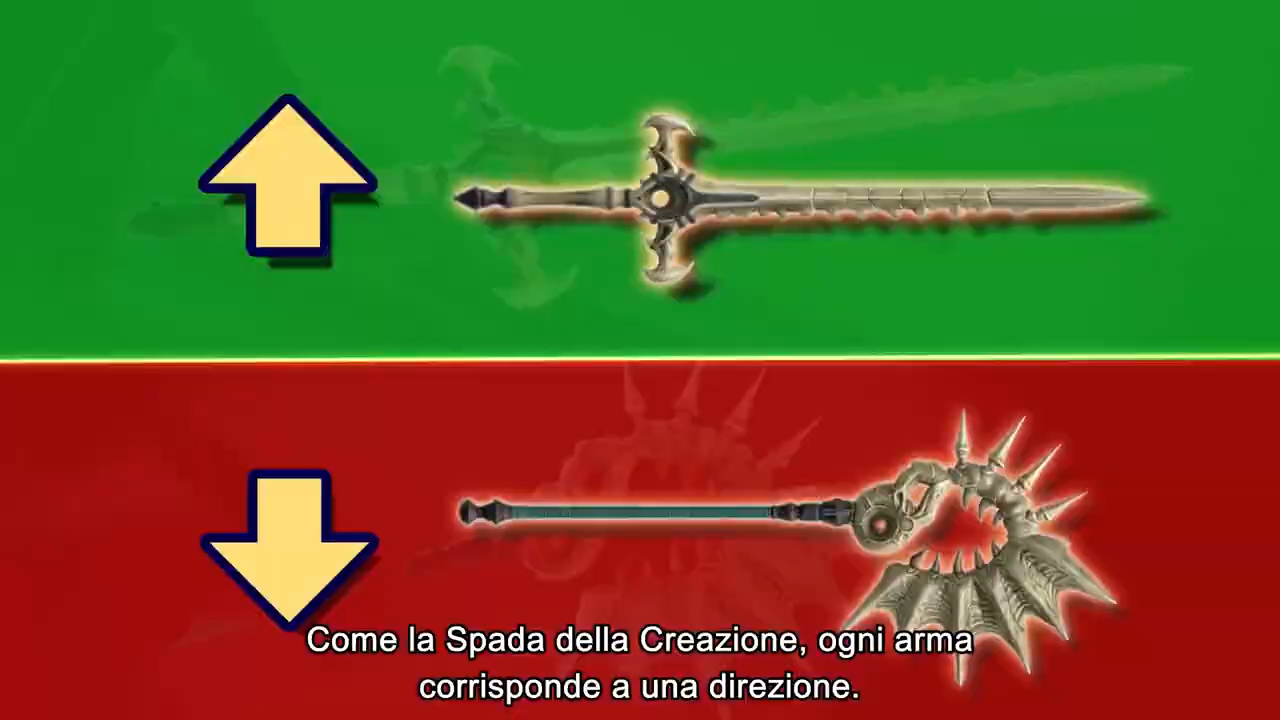 Come la Spada della Creazione, ogni arma
corrisponde a una direzione.